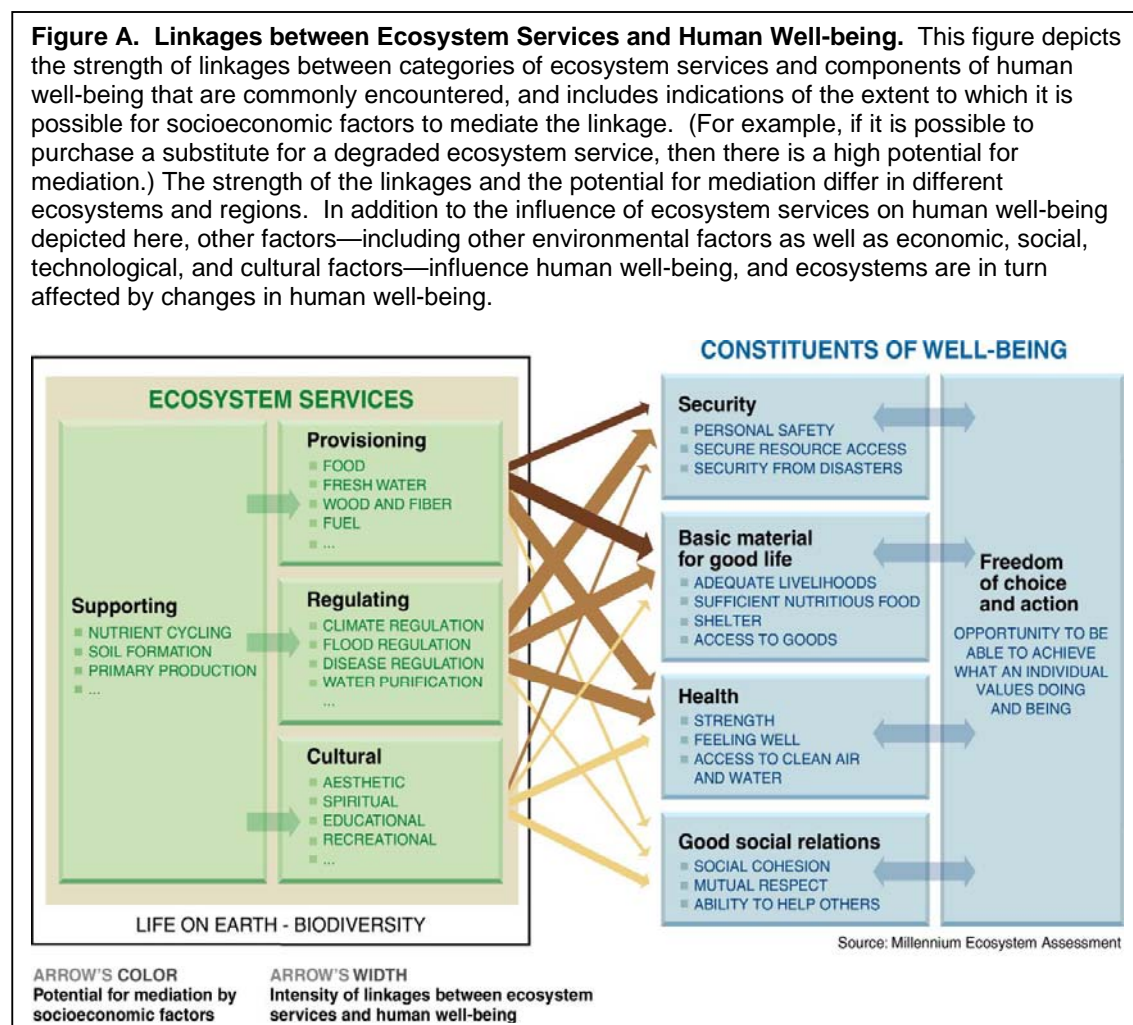 Figure A. Linkages between Ecosystem Services and Human Well-being. This figure depicts
the strength of linkages between categories of ecosystem services and components of human
well-being that are commonly encountered, and includes indications of the extent to which it is
possible for socioeconomic factors to mediate the linkage. (For example, if it is possible to
purchase a substitute for a degraded ecosystem service, then there is a high potential for
mediation.) The strength of the linkages and the potential for mediation differ in different
ecosystems and regions. In addition to the influence of ecosystem services on human well-being
depicted here, other factors—including other environmental factors as well as economic, social,
technological, and cultural factors—influence human well-being, and ecosystems are in turn
affected by changes in human well-being.
ECOSYSTEM SERVICES
Supporting
NUTRIENT CYCLING
SOIL FORMATION
PRIMARY PRODUCTION
...
Provisioning
FOOD
FRESH WATER
WOOD AND FIBER
FUEL
...
Regulating
CLIMATE REGULATION
FLOOD REGULATION
DISEASE REGULATION
WATER PURIFICATION
...
Cultural
AESTHETIC
SPIRITUAL
EDUCATIONAL
RECREATIONAL
...
LIFE ON EARTH - BIODIVERSITY
CONSTITUENTS OF WELL-BEING
Security
PERSONAL SAFETY
SECURE RESOURCE ACCESS
SECURITY FROM DISASTERS
Basic material
for good life
ADEQUATE LIVELIHOODS
SUFFICIENT NUTRITIOUS FOOD
SHELTER
ACCESS TO GOODS
Health
STRENGTH
FEELING WELL
ACCESS TO CLEAN AIR
AND WATER
Good social relations
SOCIAL COHESION
MUTUAL RESPECT
ABILITY TO HELP OTHERS
Freedom
of choice
and action
OPPORTUNITY TO BE
ABLE TO ACHIEVE
WHAT AN INDIVIDUAL
VALUES DOING
AND BEING
Source: Millennium Ecosystem Assessment
ARROW'S COLOR
Potential for mediation by
socioeconomic factors
ARROW'S WIDTH
Intensity of linkages between ecosystem
services and human well-being